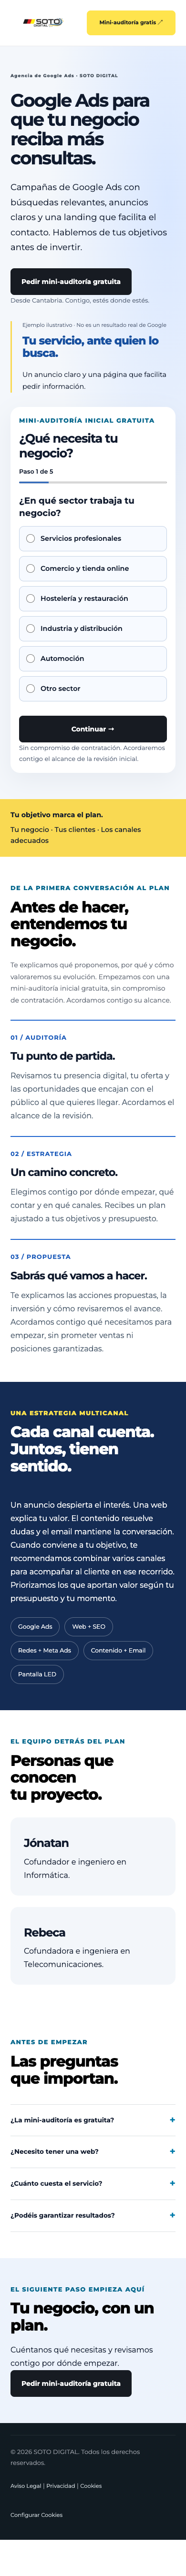 SOTO
DIGITAL
Mini-auditoría gratis ↗
Agencia de Google Ads · SOTO DIGITAL
Google Ads para
que tu negocio
reciba más
consultas.
Campañas de Google Ads con
búsquedas relevantes, anuncios
claros y una landing que facilita el
contacto. Hablemos de tus objetivos
antes de invertir.
Pedir mini-auditoría gratuita
Desde Cantabria. Contigo, estés donde estés.
Ejemplo ilustrativo · No es un resultado real de Google
Tu servicio, ante quien lo
busca.
Un anuncio claro y una página que facilita
pedir información.
MINI-AUDITORÍA INICIAL GRATUITA
¿Qué necesita tu
negocio?
Paso 1 de 5
¿En qué sector trabaja tu
negocio?
Servicios profesionales
Comercio y tienda online
Hostelería y restauración
Industria y distribución
Automoción
Otro sector
Continuar →
Sin compromiso de contratación. Acordaremos
contigo el alcance de la revisión inicial.
Tu objetivo marca el plan.
Tu negocio · Tus clientes · Los canales
adecuados
DE LA PRIMERA CONVERSACIÓN AL PLAN
Antes de hacer,
entendemos tu
negocio.
Te explicamos qué proponemos, por qué y cómo
valoraremos su evolución. Empezamos con una
mini-auditoría inicial gratuita, sin compromiso
de contratación. Acordamos contigo su alcance.
01 / AUDITORÍA
Tu punto de partida.
Revisamos tu presencia digital, tu oferta y
las oportunidades que encajan con el
público al que quieres llegar. Acordamos el
alcance de la revisión.
02 / ESTRATEGIA
Un camino concreto.
Elegimos contigo por dónde empezar, qué
contar y en qué canales. Recibes un plan
ajustado a tus objetivos y presupuesto.
03 / PROPUESTA
Sabrás qué vamos a hacer.
Te explicamos las acciones propuestas, la
inversión y cómo revisaremos el avance.
Acordamos contigo qué necesitamos para
empezar, sin prometer ventas ni
posiciones garantizadas.
UNA ESTRATEGIA MULTICANAL
Cada canal cuenta.
Juntos, tienen
sentido.
Un anuncio despierta el interés. Una web
explica tu valor. El contenido resuelve
dudas y el email mantiene la conversación.
Cuando conviene a tu objetivo, te
recomendamos combinar varios canales
para acompañar al cliente en ese recorrido.
Priorizamos los que aportan valor según tu
presupuesto y tu momento.
Google Ads
Web + SEO
Redes + Meta Ads
Contenido + Email
Pantalla LED
EL EQUIPO DETRÁS DEL PLAN
Personas que
conocen
tu proyecto.
Jónatan
Cofundador e ingeniero en
Informática.
Rebeca
Cofundadora e ingeniera en
Telecomunicaciones.
ANTES DE EMPEZAR
Las preguntas
que importan.
¿La mini-auditoría es gratuita? +
¿Necesito tener una web? +
¿Cuánto cuesta el servicio? +
¿Podéis garantizar resultados? +
EL SIGUIENTE PASO EMPIEZA AQUÍ
Tu negocio, con un
plan.
Cuéntanos qué necesitas y revisamos
contigo por dónde empezar.
Pedir mini-auditoría gratuita
© 2026 SOTO DIGITAL. Todos los derechos
reservados.
Aviso Legal | Privacidad | Cookies
Configurar Cookies